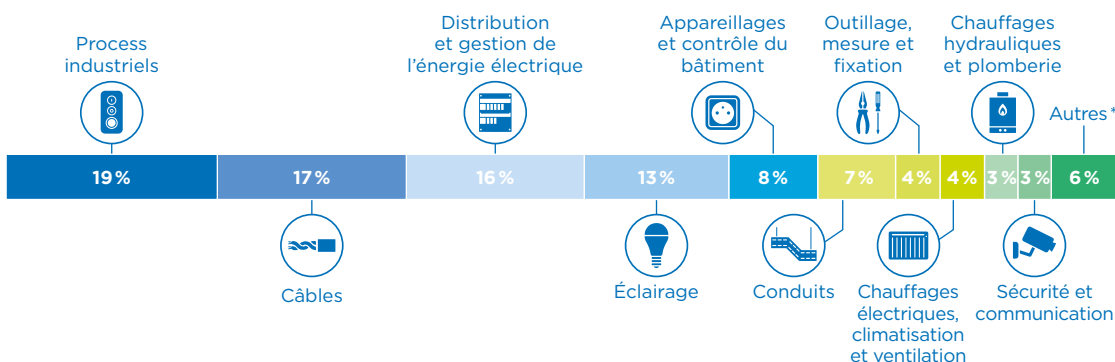 Process
industriels
Distribution
et gestion de
l'énergie électrique
Appareillages
et contrôle du
bâtiment
Outillage,
mesure et
fixation
Chauffages
hydrauliques
et plomberie
Autres*
19 %
17 %
16 %
13 %
8 %
7 %
4 %
4 %
3 %
3 %
6 %
Câbles
Éclairage
Conduits
Chauffages
électriques,
climatisation
et ventilation
Sécurité et
communication